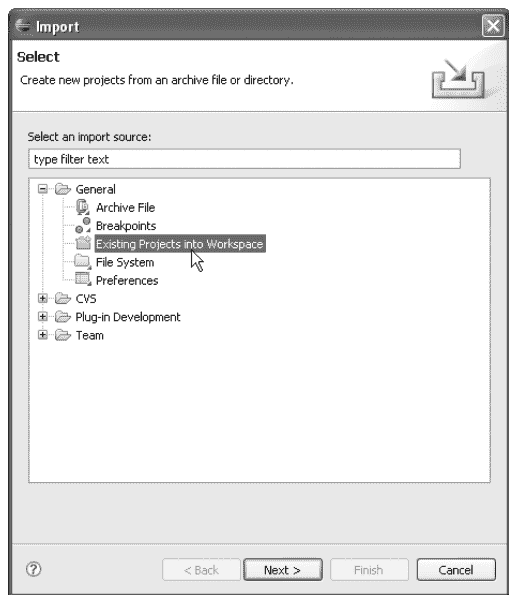 Import
Select
Create new projects from an archive file or directory.
Select an import source:
type filter text
General
Archive File
Breakpoints
Existing Projects into Workspace
File System
Preferences
CVS
Plug-in Development
Team
?
< Back
Next >
Finish
Cancel